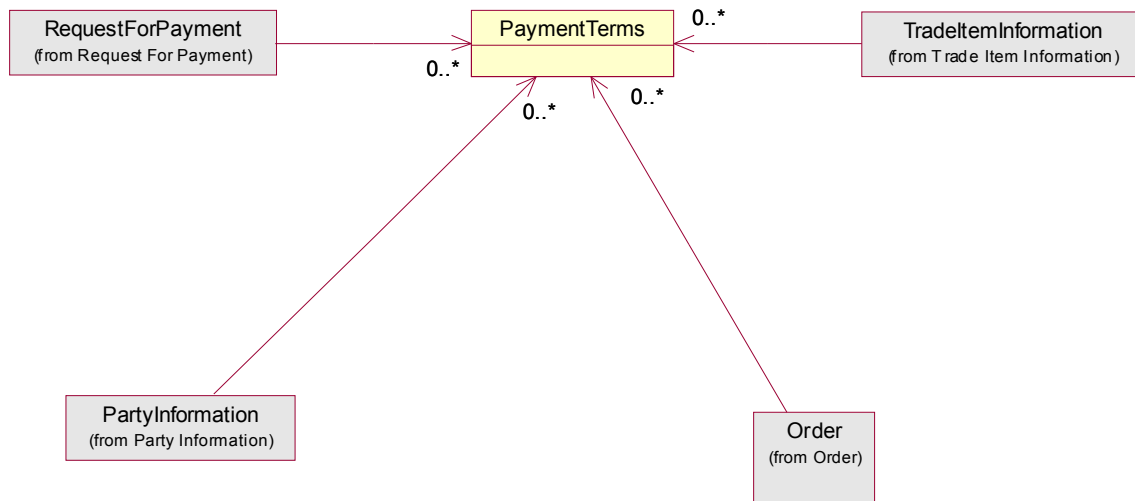 RequestForPayment
(from Request For Payment)
0..*
PaymentTerms
0..*
TradeItemInformation
(from Trade Item Information)
0..*
0..*
PartyInformation
(from Party Information)
Order
(from Order)